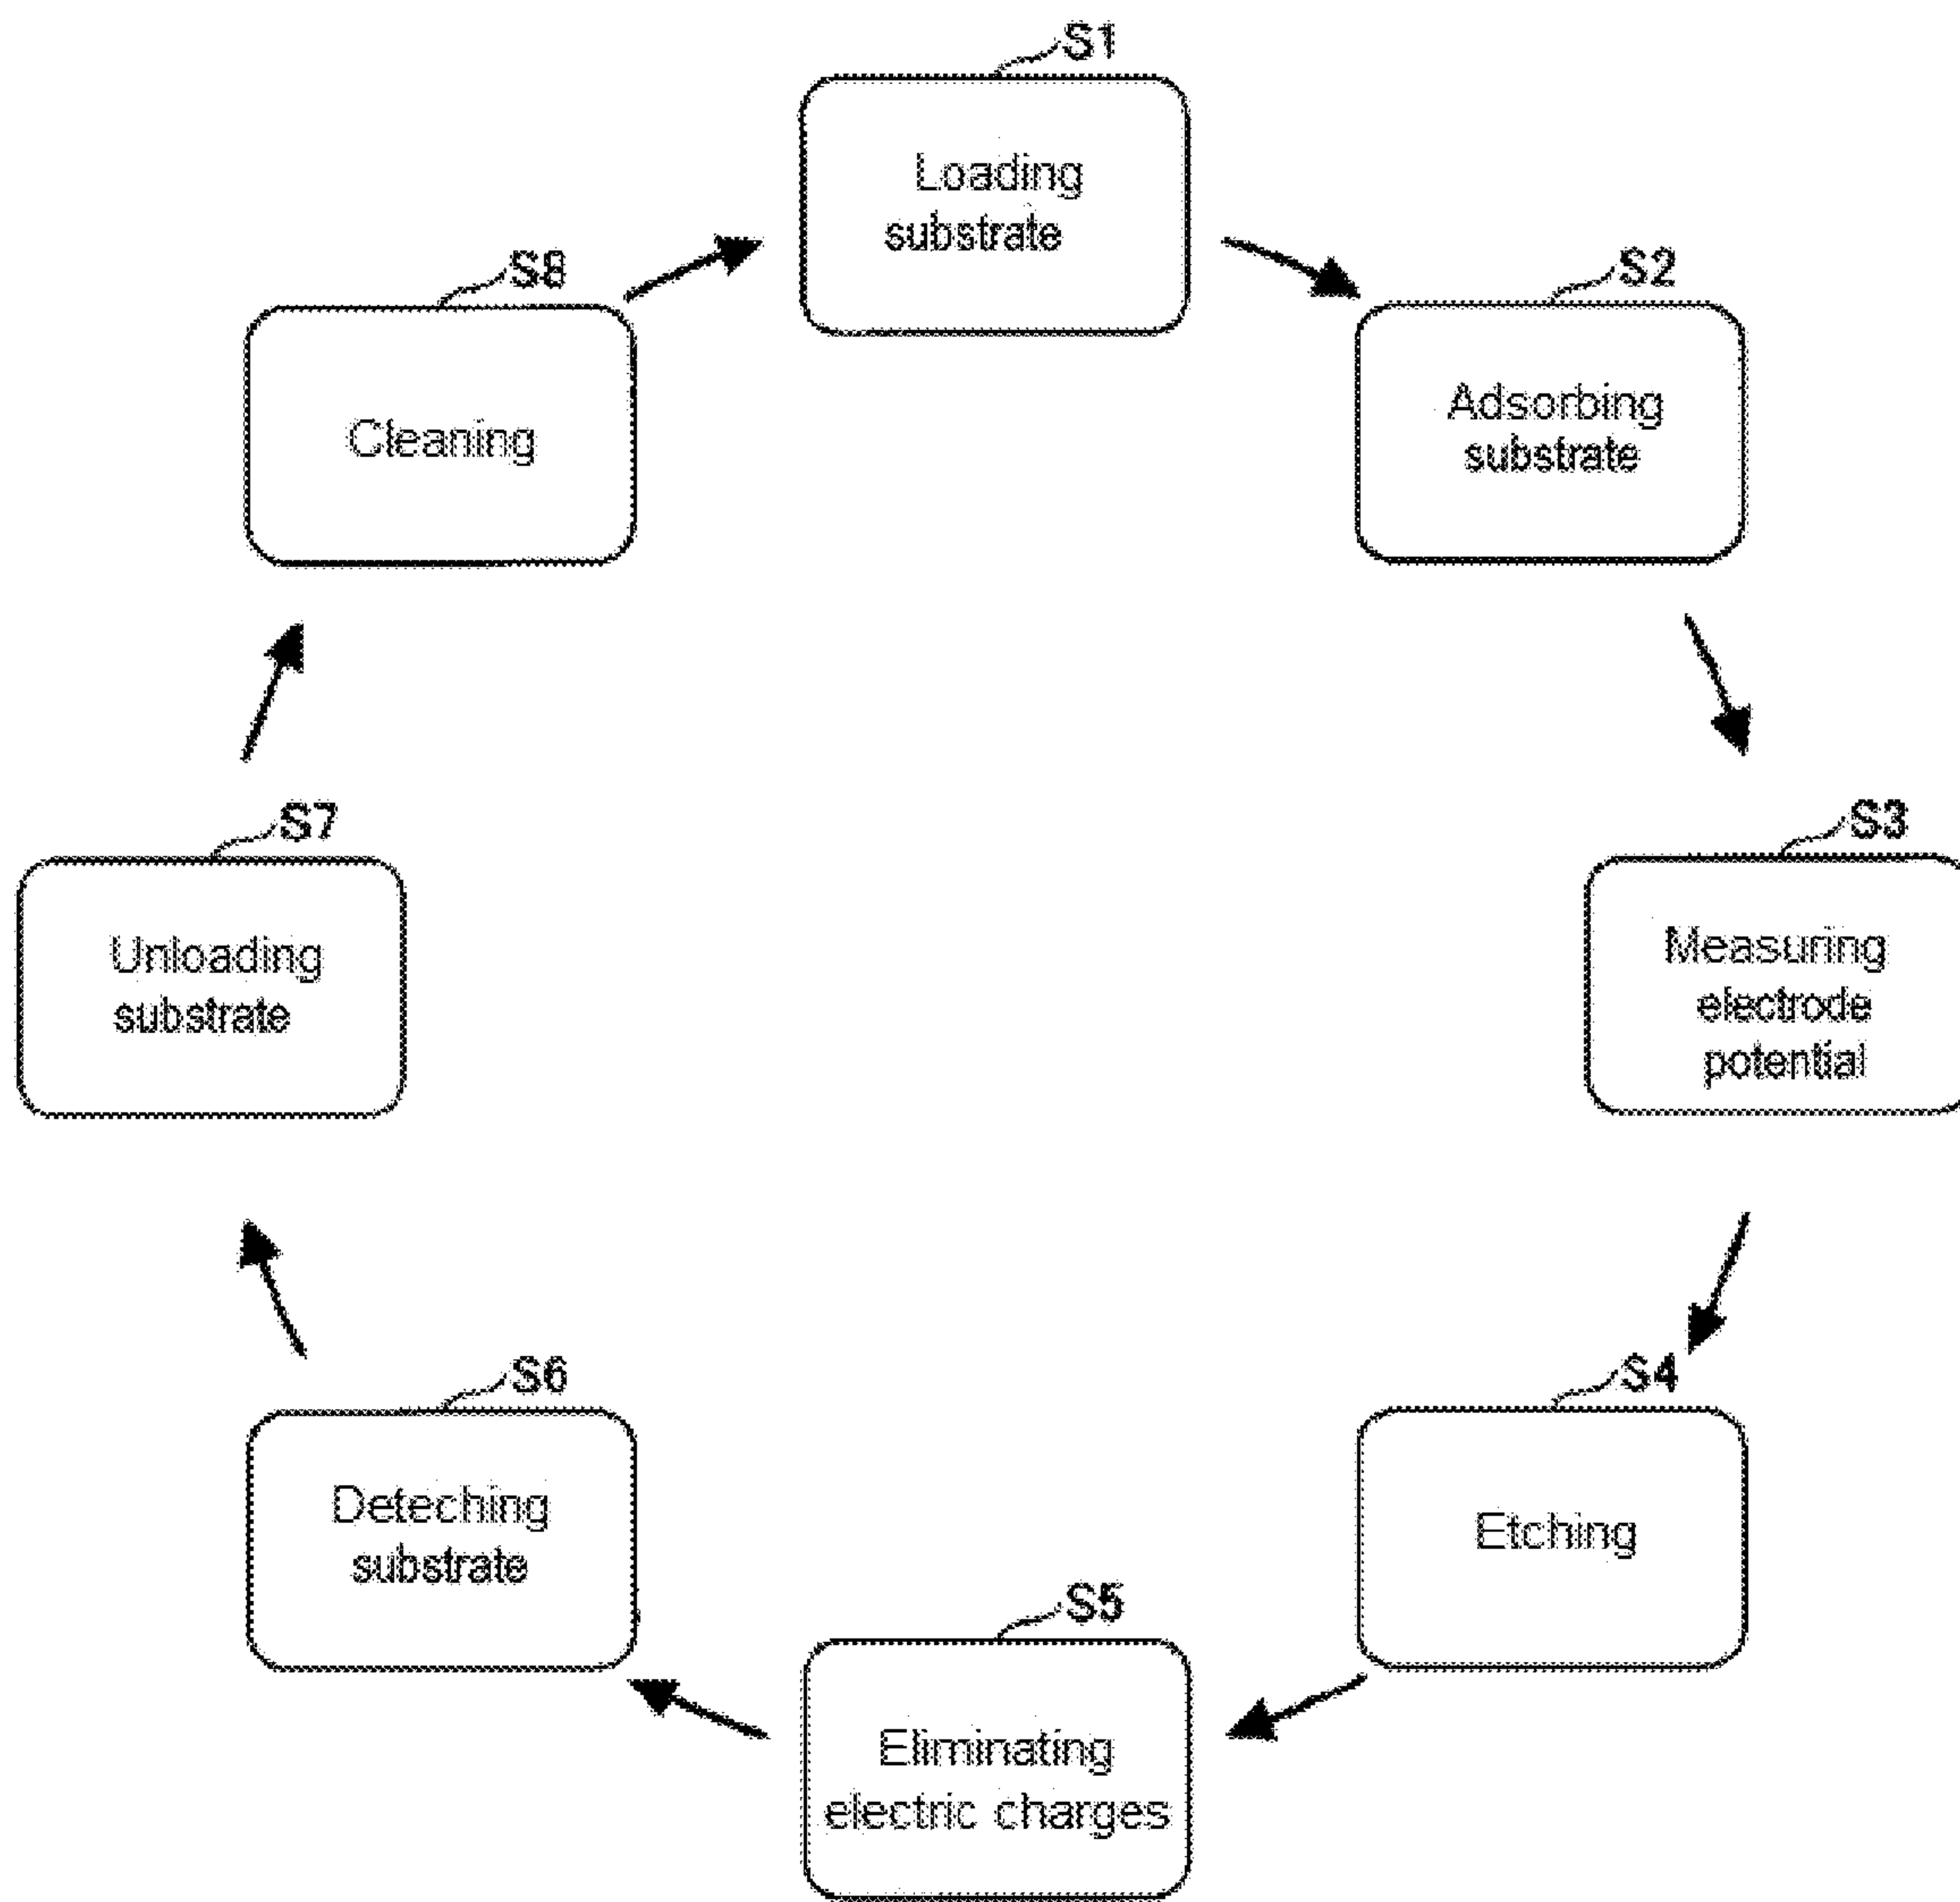 S1
Loading
substrate
S2
Adsorbing
substrate
S3
Measuring
electrode
potential
S4
Etching
S5
Eliminating
electric charges
S6
Deteching
substrate
S7
Unloading
substrate
S8
Cleaning